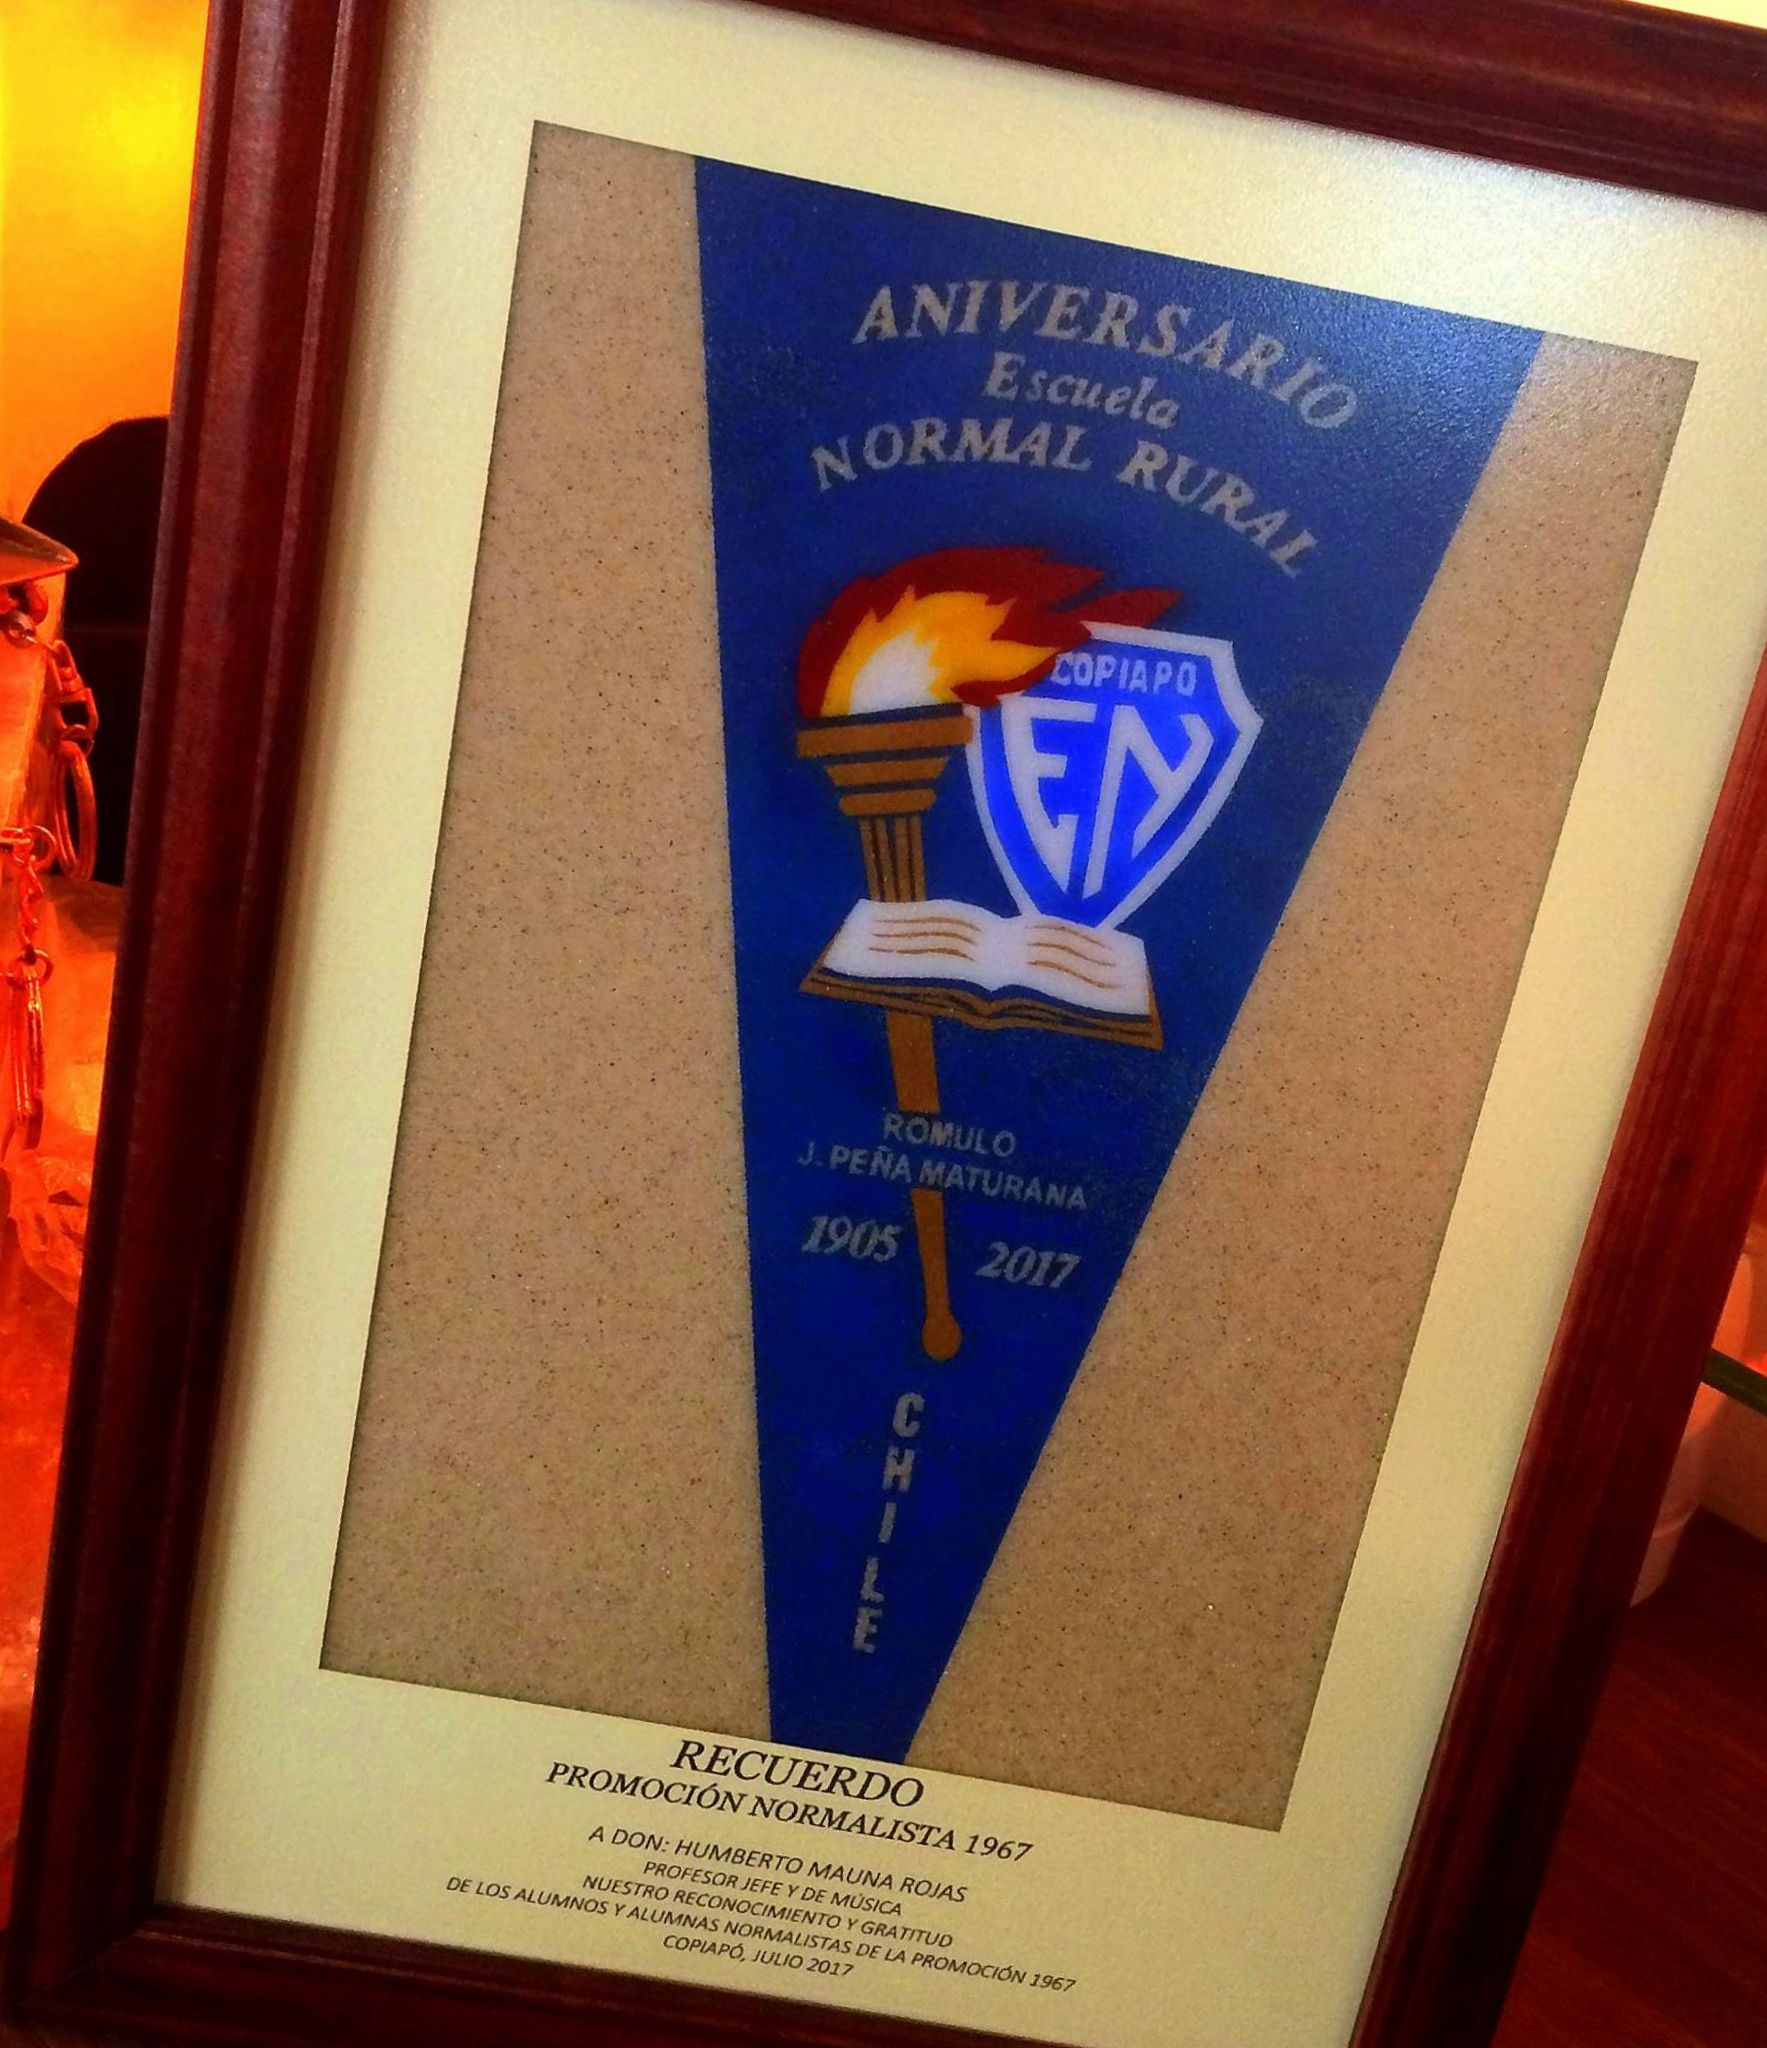 ANIVERSARIO
Escuela
NORMAL RURAL
COPIAPO
EN
ROMULO
J. PEÑA MATURANA
1905 2017
CHILE
RECUERDO
PROMOCIÓN NORMALISTA 1967
A DON: HUMBERTO MAUNA ROJAS
PROFESOR JEFE Y DE MÚSICA
NUESTRO RECONOCIMIENTO Y GRATITUD
DE LOS ALUMNOS Y ALUMNAS NORMALISTAS DE LA PROMOCIÓN 1967
COPIAPÓ, JULIO 2017